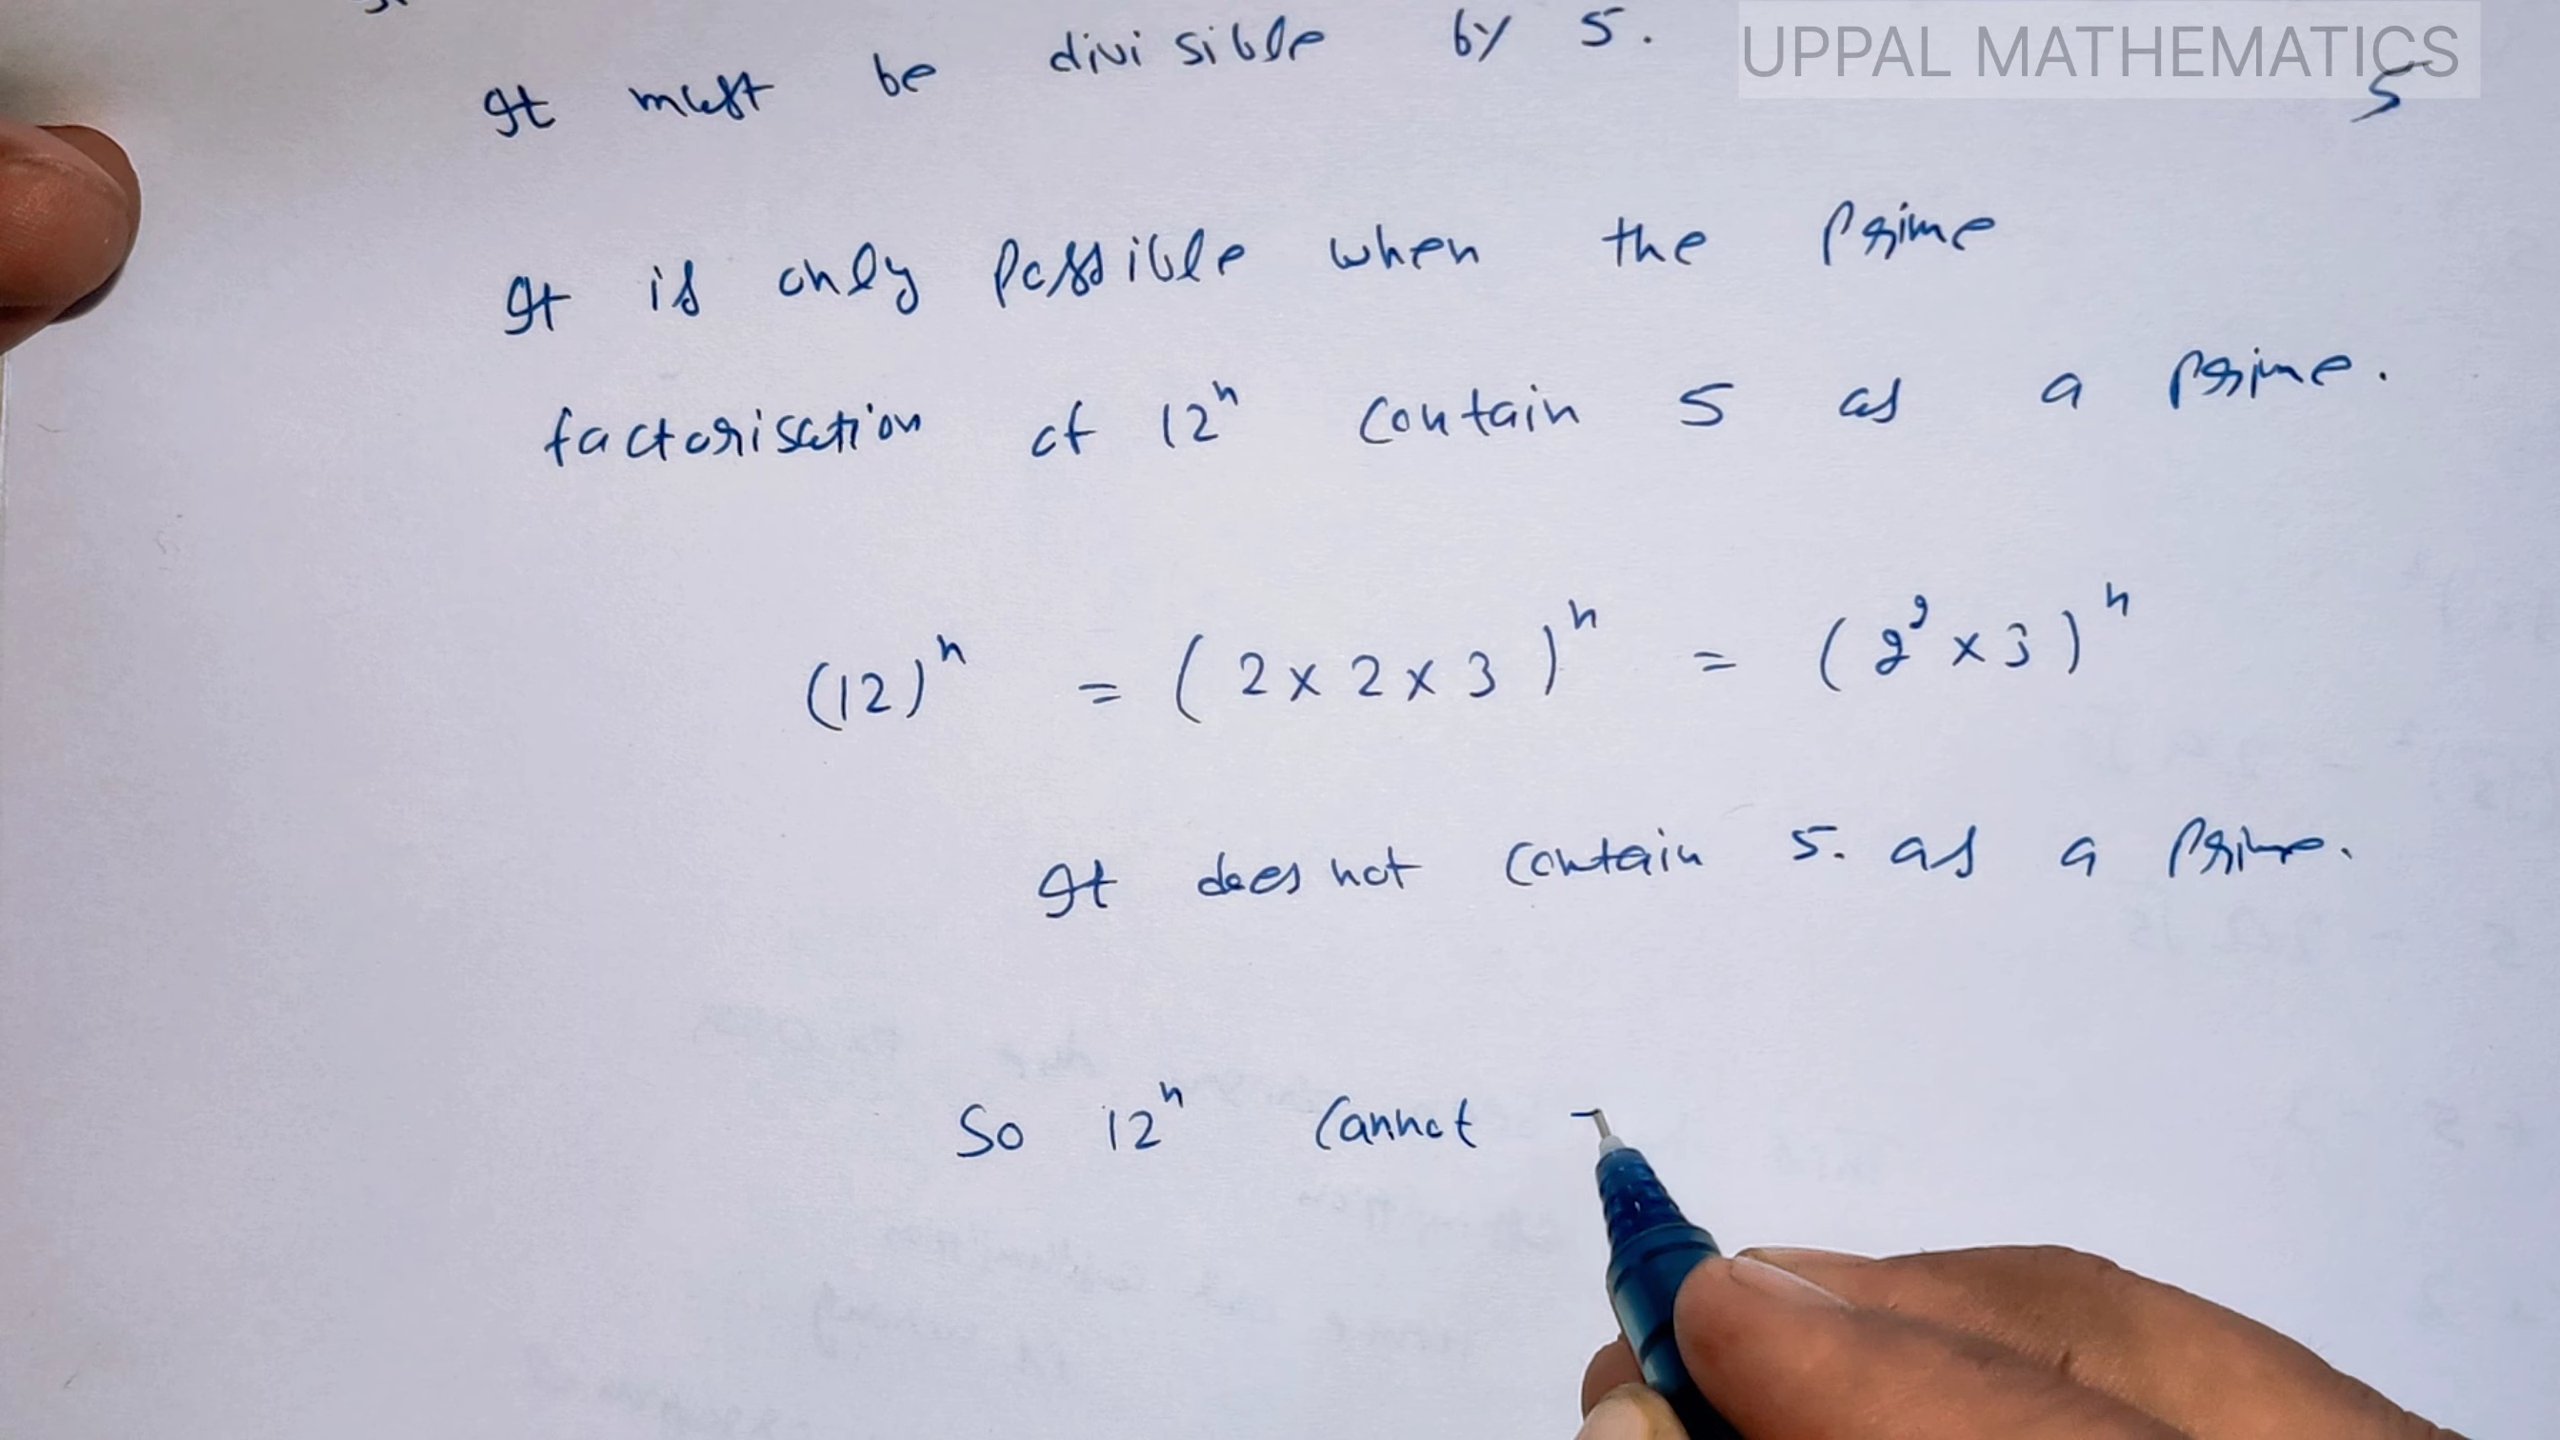 It must be divisible by 5.
UPPAL MATHEMATICS
5
It is only possible when the prime
factorisation of 12ⁿ contain 5 as a prime.
(12)ⁿ = (2×2×3)ⁿ = (2²×3)ⁿ
It does not contain 5. as a prime.
So 12ⁿ cannot